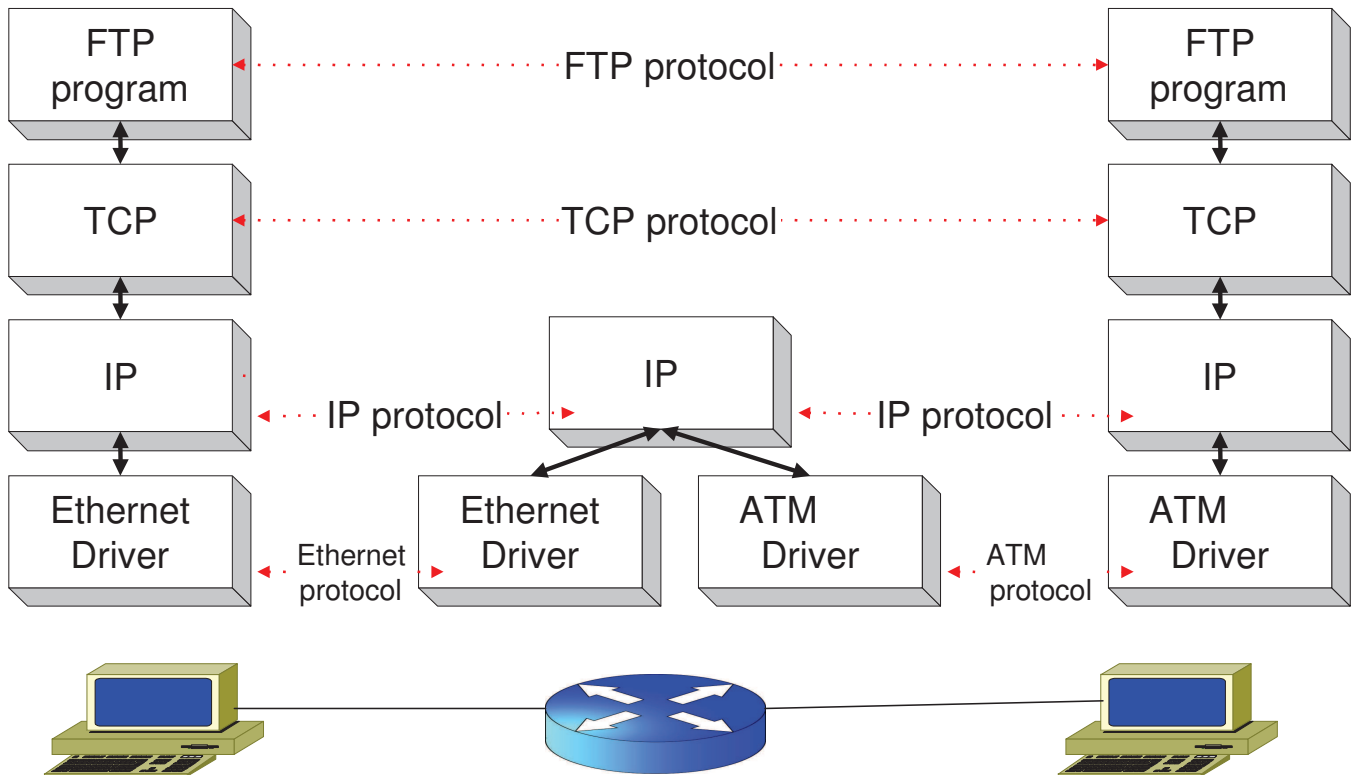 FTP
program
FTP protocol
FTP
program
TCP
TCP protocol
TCP
IP
IP protocol
IP
IP protocol
IP
Ethernet
Driver
Ethernet
protocol
Ethernet
Driver
ATM
Driver
ATM
protocol
ATM
Driver